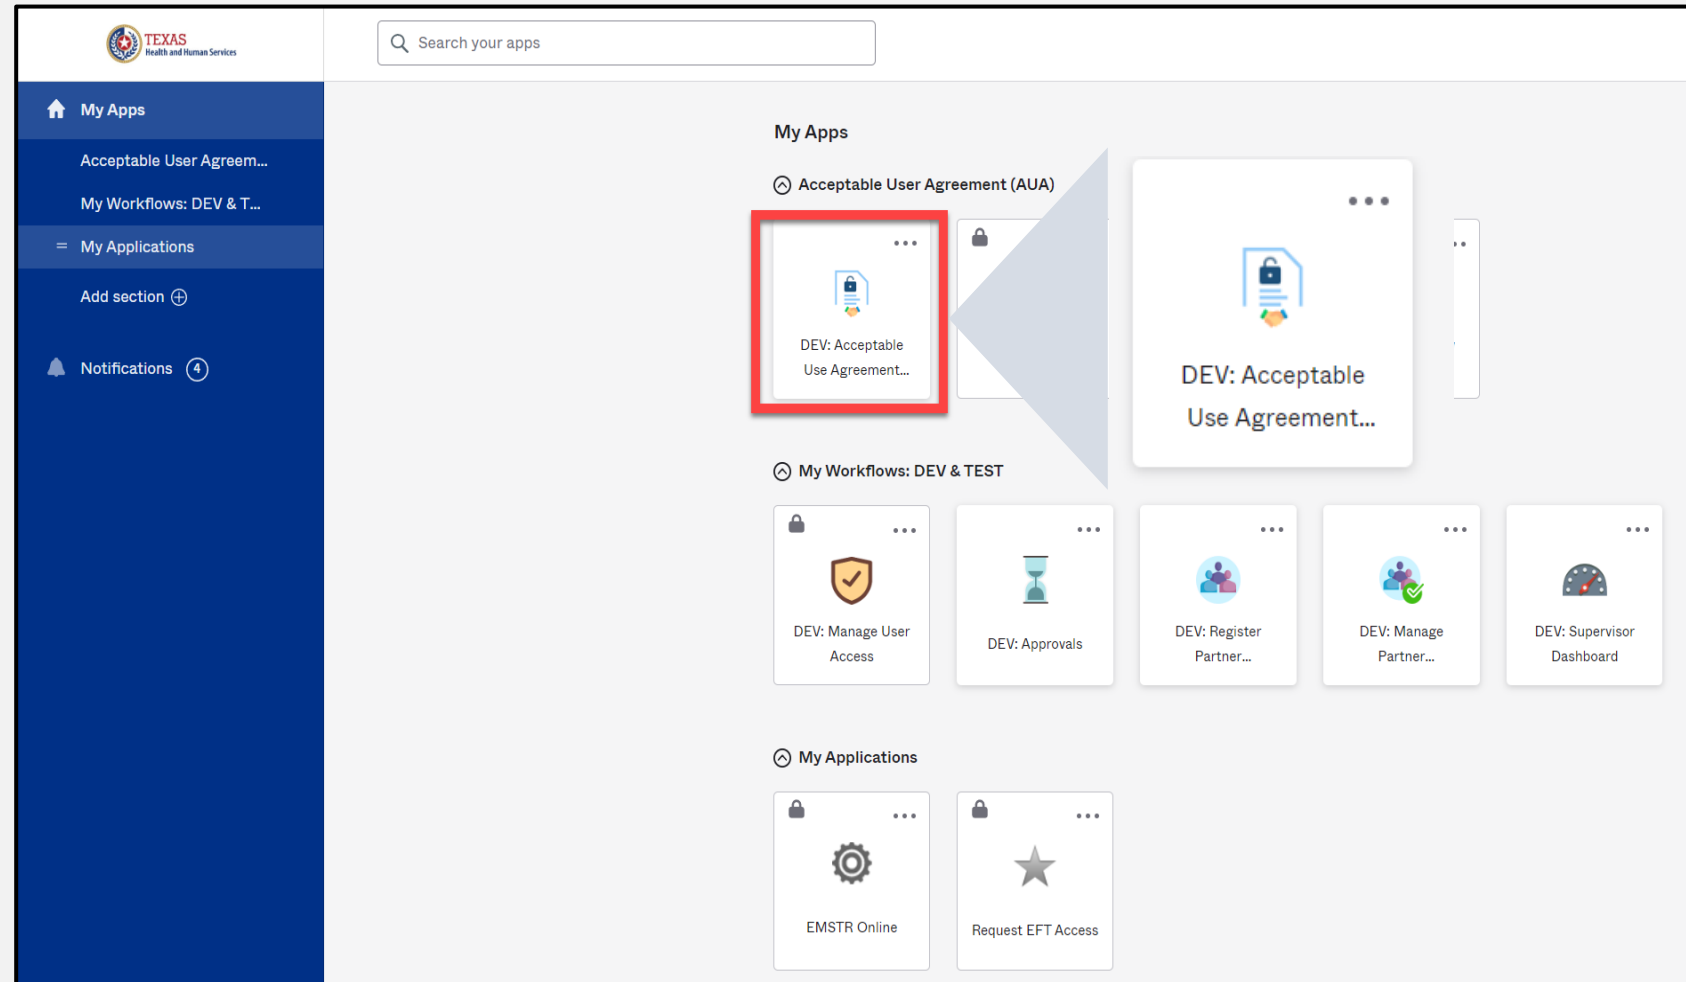 TEXAS
Health and Human Services
Search your apps
My Apps
Acceptable User Agreem...
My Workflows: DEV & T...
My Applications
Add section
Notifications 4
My Apps
Acceptable User Agreement (AUA)
DEV: Acceptable
Use Agreement...
DEV: Acceptable
Use Agreement...
My Workflows: DEV & TEST
DEV: Manage User
Access
DEV: Approvals
DEV: Register
Partner...
DEV: Manage
Partner...
DEV: Supervisor
Dashboard
My Applications
EMSTR Online
Request EFT Access